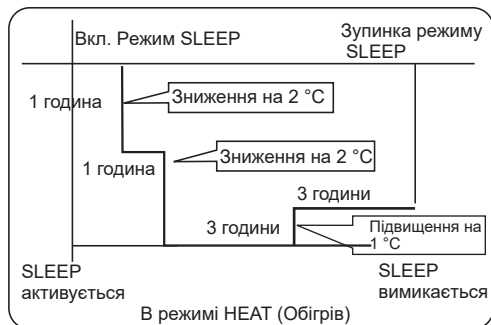 Вкл. Режим SLEEP
Зупинка режиму
SLEEP
1 година
Зниження на 2 °C
1 година
Зниження на 2 °C
3 години
3 години
Підвищення на
1 °C
SLEEP
активується
SLEEP
вимикається
В режимі HEAT (Обігрів)